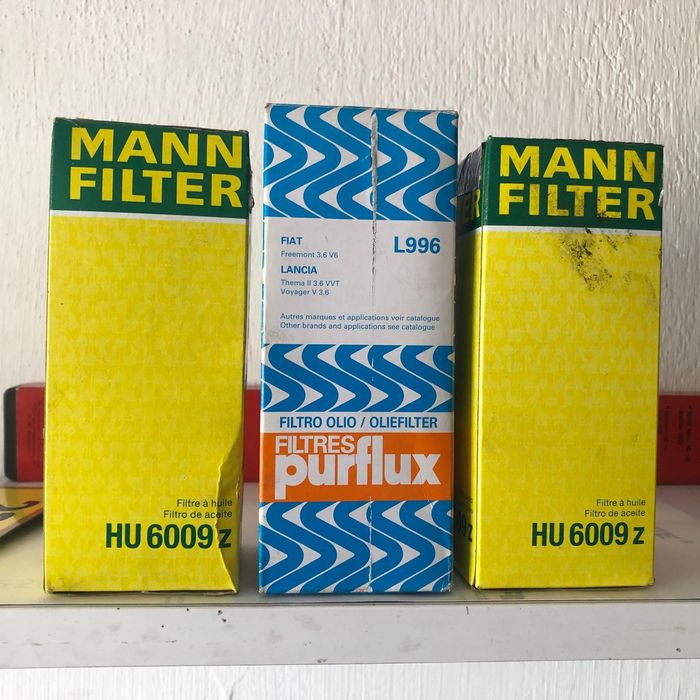 MANN
FILTER
Filtre à huile
Filtro de aceite
HU 6009 z
FIAT
Freemont 3.6 V6
L996
LANCIA
Thema II 3.6 VVT
Voyager V 3.6
Autres marques et applications voir catalogue
Other brands and applications see catalogue
FILTRO OLIO / OLIEFILTER
FILTRES
purflux
ER
MANN
FILTER
Filtre à huile
Filtro de aceite
HU 6009 z
09 z